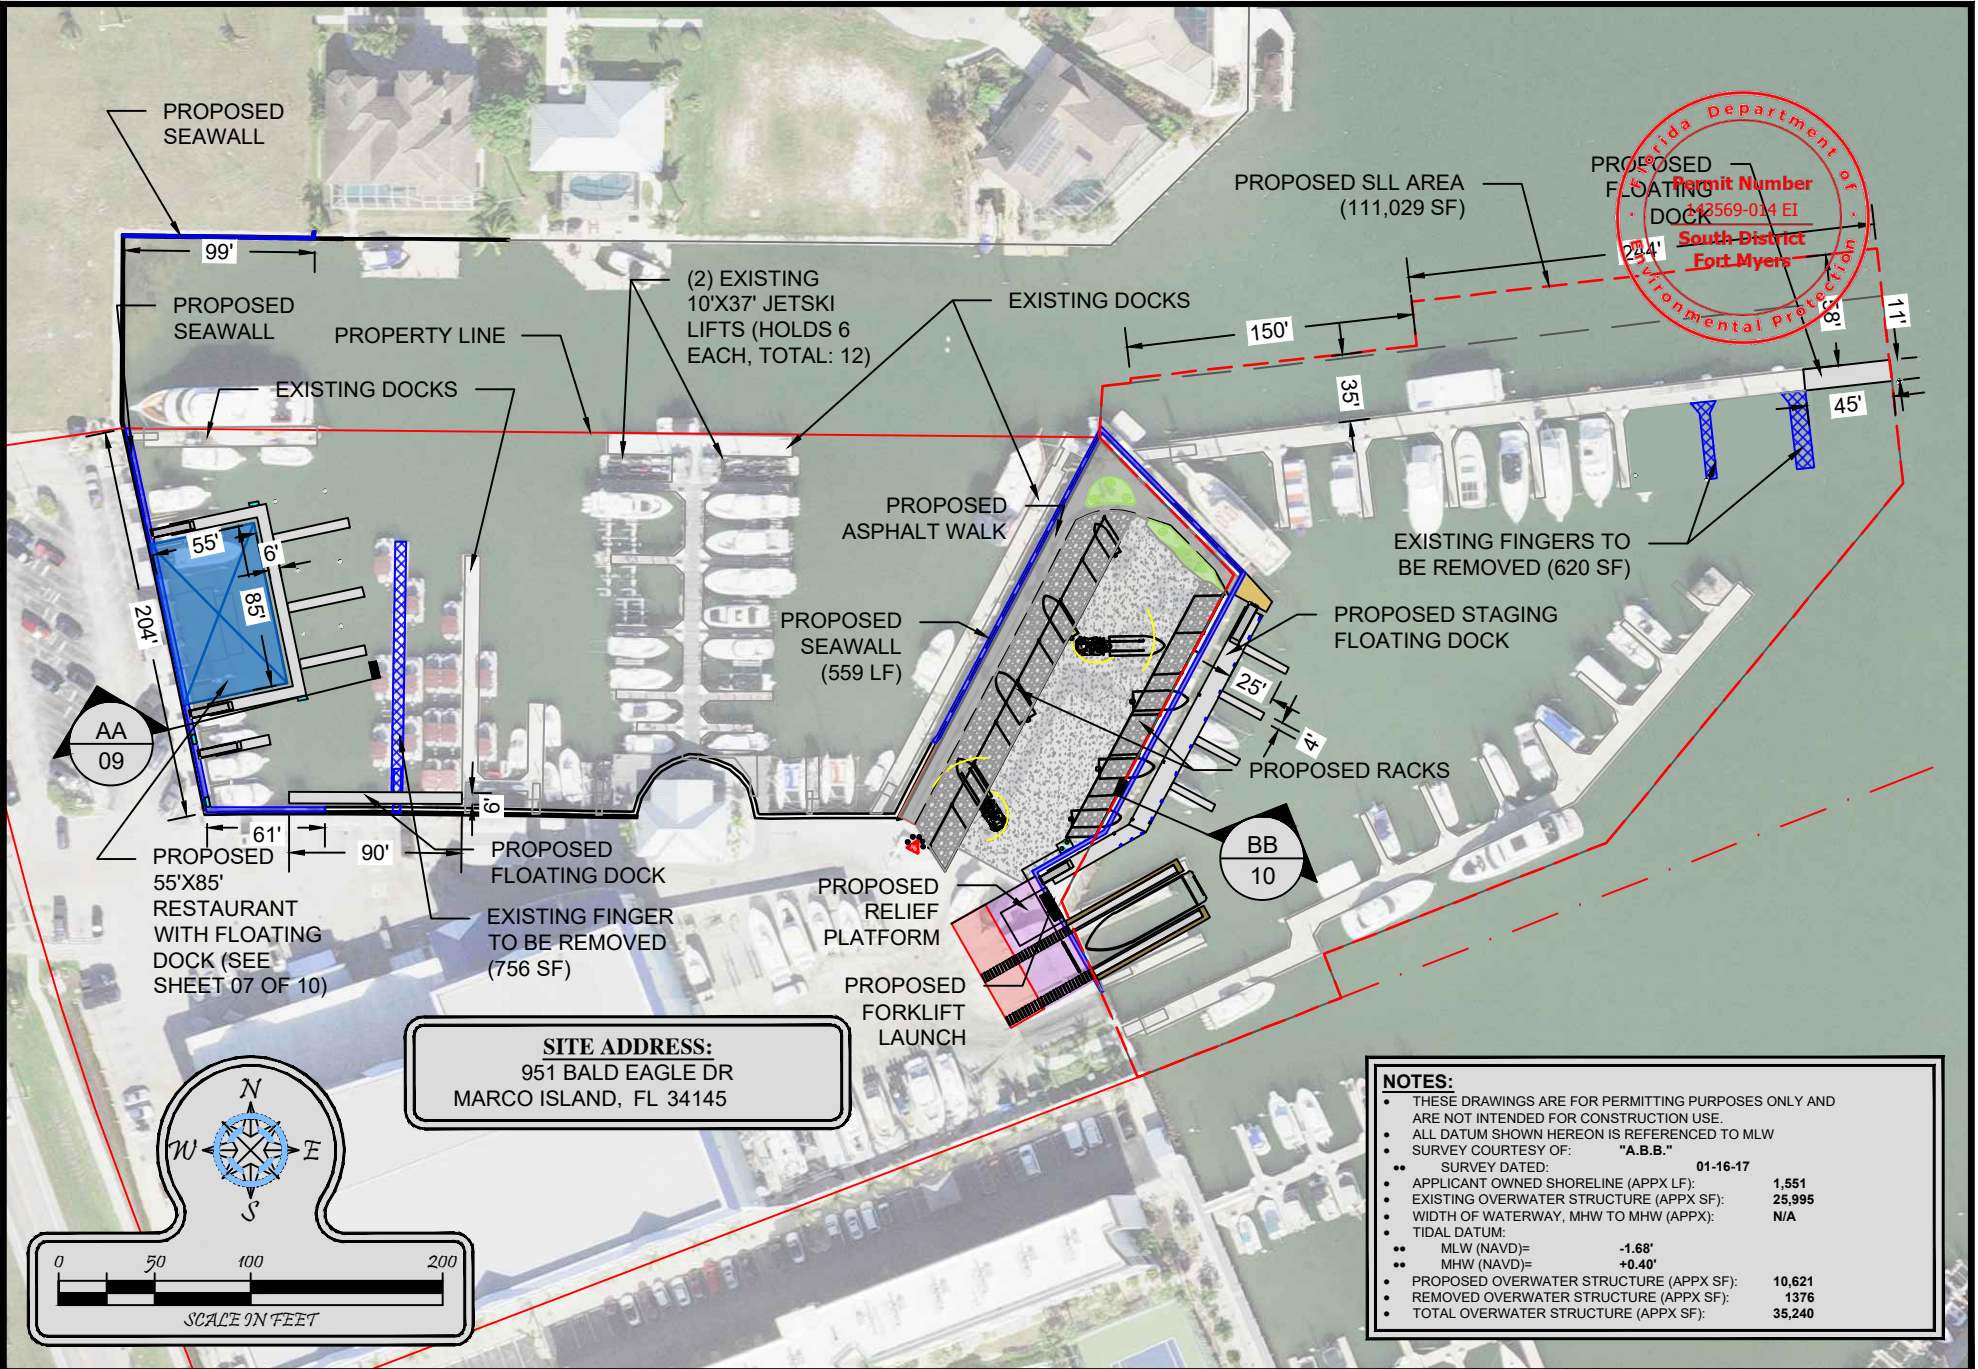 PROPOSED
SEAWALL
99'
PROPOSED
SEAWALL
PROPERTY LINE
EXISTING DOCKS
(2) EXISTING
10'X37' JETSKI
LIFTS (HOLDS 6
EACH, TOTAL: 12)
EXISTING DOCKS
PROPOSED SLL AREA
(111,029 SF)
PROPOSED
FLOATING
DOCK
Florida Department of
Environmental Protection
Permit Number
143569-014 EI
South District
Fort Myers
244'
150'
35'
58'
11'
45'
PROPOSED
ASPHALT WALK
EXISTING FINGERS TO
BE REMOVED (620 SF)
PROPOSED
SEAWALL
(559 LF)
PROPOSED STAGING
FLOATING DOCK
25'
4'
PROPOSED RACKS
55'
6'
85'
204'
AA
09
BB
10
61'
90'
6'
PROPOSED
55'X85'
RESTAURANT
WITH FLOATING
DOCK (SEE
SHEET 07 OF 10)
PROPOSED
FLOATING DOCK
EXISTING FINGER
TO BE REMOVED
(756 SF)
PROPOSED
RELIEF
PLATFORM
PROPOSED
FORKLIFT
LAUNCH
SITE ADDRESS:
951 BALD EAGLE DR
MARCO ISLAND, FL 34145
N
W E
S
0 50 100 200
SCALE IN FEET
NOTES:
• THESE DRAWINGS ARE FOR PERMITTING PURPOSES ONLY AND
ARE NOT INTENDED FOR CONSTRUCTION USE.
• ALL DATUM SHOWN HEREON IS REFERENCED TO MLW
• SURVEY COURTESY OF: "A.B.B."
•• SURVEY DATED: 01-16-17
• APPLICANT OWNED SHORELINE (APPX LF): 1,551
• EXISTING OVERWATER STRUCTURE (APPX SF): 25,995
• WIDTH OF WATERWAY, MHW TO MHW (APPX): N/A
• TIDAL DATUM:
•• MLW (NAVD)= -1.68'
•• MHW (NAVD)= +0.40'
• PROPOSED OVERWATER STRUCTURE (APPX SF): 10,621
• REMOVED OVERWATER STRUCTURE (APPX SF): 1376
• TOTAL OVERWATER STRUCTURE (APPX SF): 35,240